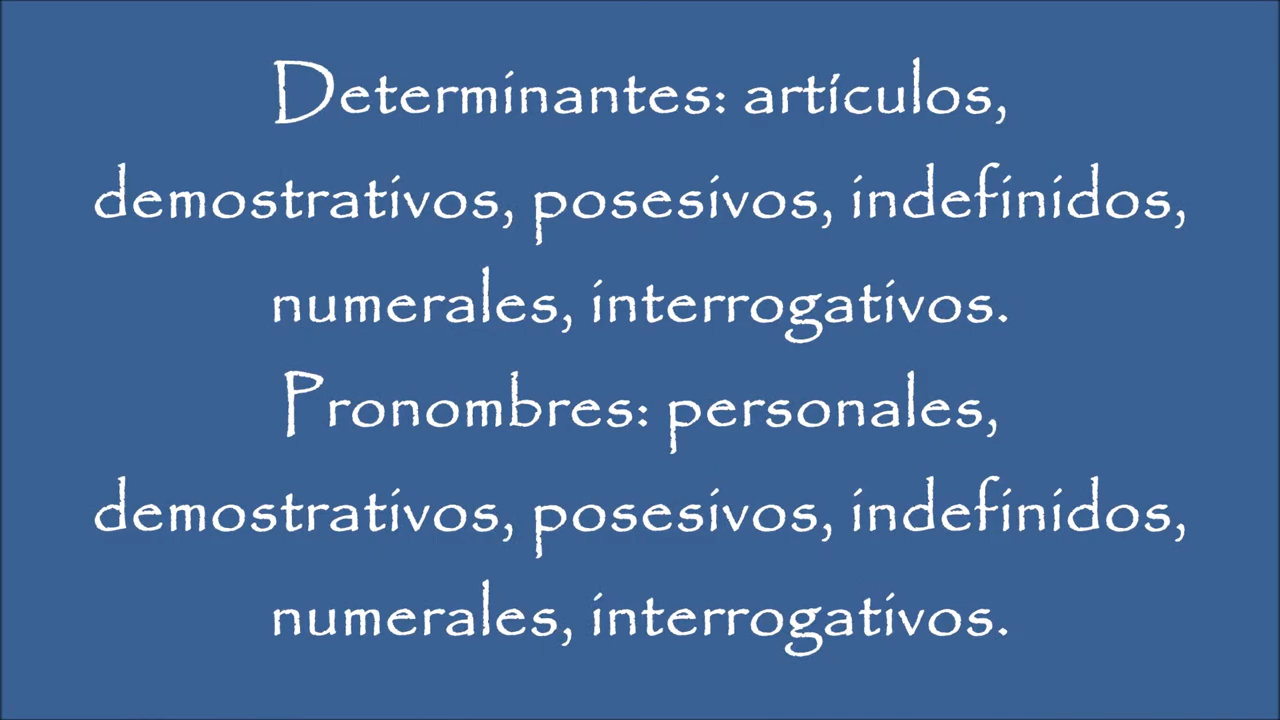 Determinantes: artículos,
demostrativos, posesivos, indefinidos,
numerales, interrogativos.
Pronombres: personales,
demostrativos, posesivos, indefinidos,
numerales, interrogativos.